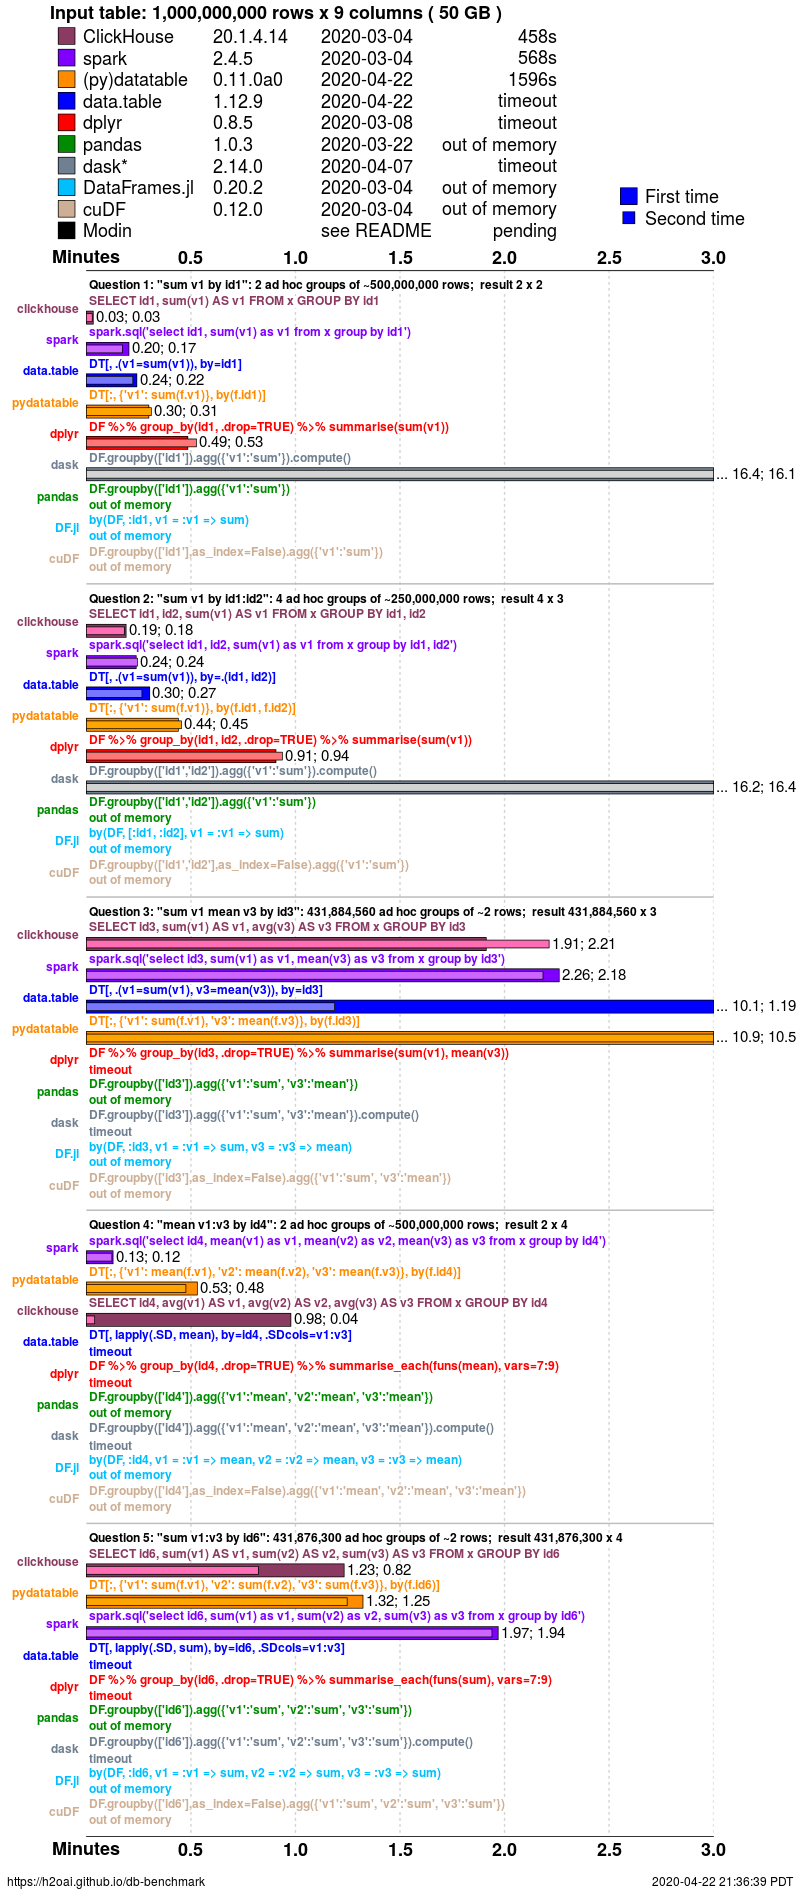 Input table: 1,000,000,000 rows x 9 columns ( 50 GB )
ClickHouse 20.1.4.14 2020-03-04 458s
spark 2.4.5 2020-03-04 568s
(py)datatable 0.11.0a0 2020-04-22 1596s
data.table 1.12.9 2020-04-22 timeout
dplyr 0.8.5 2020-03-08 timeout
pandas 1.0.3 2020-03-22 out of memory
dask* 2.14.0 2020-04-07 timeout
DataFrames.jl 0.20.2 2020-03-04 out of memory
cuDF 0.12.0 2020-03-04 out of memory
Modin see README pending
First time
Second time
Minutes 0.5 1.0 1.5 2.0 2.5 3.0
Question 1: "sum v1 by id1": 2 ad hoc groups of ~500,000,000 rows; result 2 x 2
SELECT id1, sum(v1) AS v1 FROM x GROUP BY id1
clickhouse 0.03; 0.03
spark.sql('select id1, sum(v1) as v1 from x group by id1')
spark 0.20; 0.17
DT[, .(v1=sum(v1)), by=id1]
data.table 0.24; 0.22
DT[:, {'v1': sum(f.v1)}, by(f.id1)]
pydatatable 0.30; 0.31
DF %>% group_by(id1, .drop=TRUE) %>% summarise(sum(v1))
dplyr 0.49; 0.53
DF.groupby(['id1']).agg({'v1':'sum'}).compute()
dask ... 16.4; 16.1
DF.groupby(['id1']).agg({'v1':'sum'})
pandas out of memory
by(DF, :id1, v1 = :v1 => sum)
DF.jl out of memory
DF.groupby(['id1'],as_index=False).agg({'v1':'sum'})
cuDF out of memory
Question 2: "sum v1 by id1:id2": 4 ad hoc groups of ~250,000,000 rows; result 4 x 3
SELECT id1, id2, sum(v1) AS v1 FROM x GROUP BY id1, id2
clickhouse 0.19; 0.18
spark.sql('select id1, id2, sum(v1) as v1 from x group by id1, id2')
spark 0.24; 0.24
DT[, .(v1=sum(v1)), by=.(id1, id2)]
data.table 0.30; 0.27
DT[:, {'v1': sum(f.v1)}, by(f.id1, f.id2)]
pydatatable 0.44; 0.45
DF %>% group_by(id1, id2, .drop=TRUE) %>% summarise(sum(v1))
dplyr 0.91; 0.94
DF.groupby(['id1','id2']).agg({'v1':'sum'}).compute()
dask ... 16.2; 16.4
DF.groupby(['id1','id2']).agg({'v1':'sum'})
pandas out of memory
by(DF, [:id1, :id2], v1 = :v1 => sum)
DF.jl out of memory
DF.groupby(['id1','id2'],as_index=False).agg({'v1':'sum'})
cuDF out of memory
Question 3: "sum v1 mean v3 by id3": 431,884,560 ad hoc groups of ~2 rows; result 431,884,560 x 3
SELECT id3, sum(v1) AS v1, avg(v3) AS v3 FROM x GROUP BY id3
clickhouse 1.91; 2.21
spark.sql('select id3, sum(v1) as v1, mean(v3) as v3 from x group by id3')
spark 2.26; 2.18
DT[, .(v1=sum(v1), v3=mean(v3)), by=id3]
data.table ... 10.1; 1.19
DT[:, {'v1': sum(f.v1), 'v3': mean(f.v3)}, by(f.id3)]
pydatatable ... 10.9; 10.5
DF %>% group_by(id3, .drop=TRUE) %>% summarise(sum(v1), mean(v3))
dplyr timeout
DF.groupby(['id3']).agg({'v1':'sum', 'v3':'mean'})
pandas out of memory
DF.groupby(['id3']).agg({'v1':'sum', 'v3':'mean'}).compute()
dask timeout
by(DF, :id3, v1 = :v1 => sum, v3 = :v3 => mean)
DF.jl out of memory
DF.groupby(['id3'],as_index=False).agg({'v1':'sum', 'v3':'mean'})
cuDF out of memory
Question 4: "mean v1:v3 by id4": 2 ad hoc groups of ~500,000,000 rows; result 2 x 4
spark.sql('select id4, mean(v1) as v1, mean(v2) as v2, mean(v3) as v3 from x group by id4')
spark 0.13; 0.12
DT[:, {'v1': mean(f.v1), 'v2': mean(f.v2), 'v3': mean(f.v3)}, by(f.id4)]
pydatatable 0.53; 0.48
SELECT id4, avg(v1) AS v1, avg(v2) AS v2, avg(v3) AS v3 FROM x GROUP BY id4
clickhouse 0.98; 0.04
DT[, lapply(.SD, mean), by=id4, .SDcols=v1:v3]
data.table timeout
DF %>% group_by(id4, .drop=TRUE) %>% summarise_each(funs(mean), vars=7:9)
dplyr timeout
DF.groupby(['id4']).agg({'v1':'mean', 'v2':'mean', 'v3':'mean'})
pandas out of memory
DF.groupby(['id4']).agg({'v1':'mean', 'v2':'mean', 'v3':'mean'}).compute()
dask timeout
by(DF, :id4, v1 = :v1 => mean, v2 = :v2 => mean, v3 = :v3 => mean)
DF.jl out of memory
DF.groupby(['id4'],as_index=False).agg({'v1':'mean', 'v2':'mean', 'v3':'mean'})
cuDF out of memory
Question 5: "sum v1:v3 by id6": 431,876,300 ad hoc groups of ~2 rows; result 431,876,300 x 4
SELECT id6, sum(v1) AS v1, sum(v2) AS v2, sum(v3) AS v3 FROM x GROUP BY id6
clickhouse 1.23; 0.82
DT[:, {'v1': sum(f.v1), 'v2': sum(f.v2), 'v3': sum(f.v3)}, by(f.id6)]
pydatatable 1.32; 1.25
spark.sql('select id6, sum(v1) as v1, sum(v2) as v2, sum(v3) as v3 from x group by id6')
spark 1.97; 1.94
DT[, lapply(.SD, sum), by=id6, .SDcols=v1:v3]
data.table timeout
DF %>% group_by(id6, .drop=TRUE) %>% summarise_each(funs(sum), vars=7:9)
dplyr timeout
DF.groupby(['id6']).agg({'v1':'sum', 'v2':'sum', 'v3':'sum'})
pandas out of memory
DF.groupby(['id6']).agg({'v1':'sum', 'v2':'sum', 'v3':'sum'}).compute()
dask timeout
by(DF, :id6, v1 = :v1 => sum, v2 = :v2 => sum, v3 = :v3 => sum)
DF.jl out of memory
DF.groupby(['id6'],as_index=False).agg({'v1':'sum', 'v2':'sum', 'v3':'sum'})
cuDF out of memory
Minutes 0.5 1.0 1.5 2.0 2.5 3.0
https://h2oai.github.io/db-benchmark 2020-04-22 21:36:39 PDT